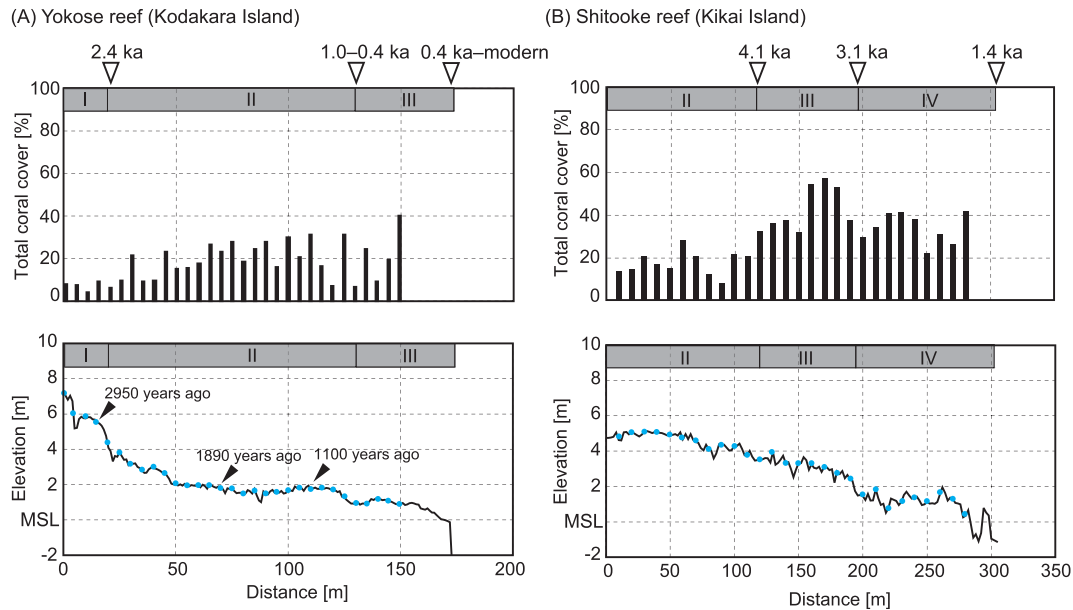 (A) Yokose reef (Kodakara Island)
2.4 ka
1.0–0.4 ka
0.4 ka–modern
I
II
III
Total coral cover [%]
100
80
60
40
20
0
I
II
III
2950 years ago
1890 years ago
1100 years ago
Elevation [m]
10
8
6
4
2
MSL
-2
0
50
100
150
200
Distance [m]
(B) Shitooke reef (Kikai Island)
4.1 ka
3.1 ka
1.4 ka
II
III
IV
Total coral cover [%]
100
80
60
40
20
0
II
III
IV
Elevation [m]
10
8
6
4
2
MSL
-2
0
50
100
150
200
250
300
350
Distance [m]